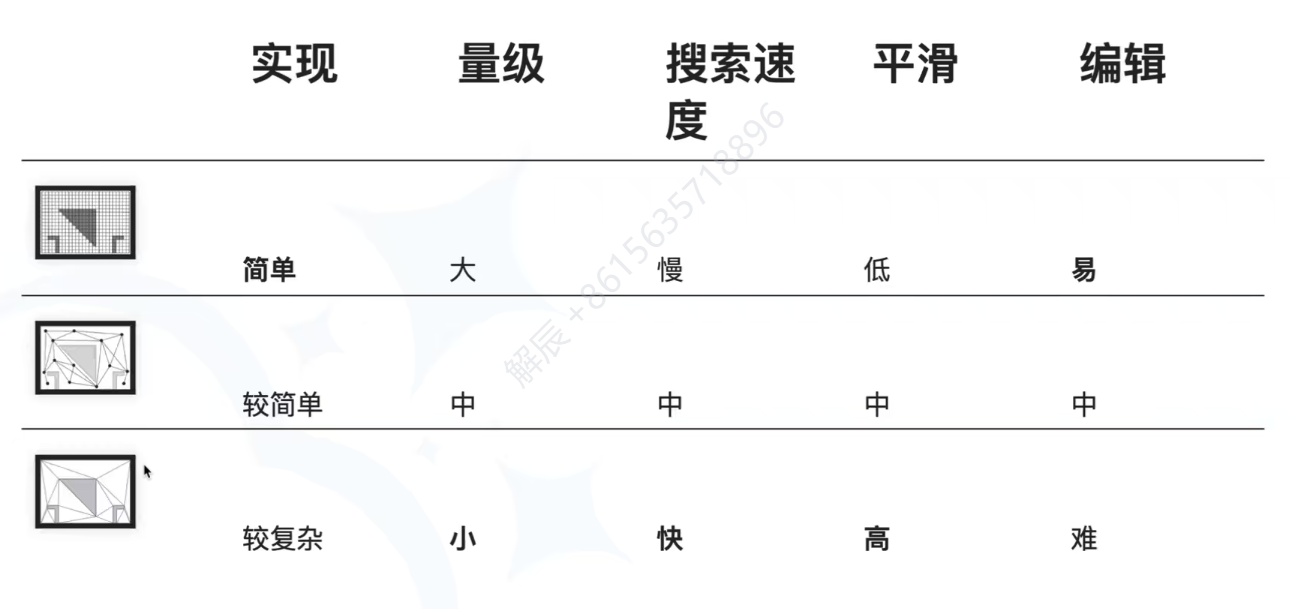 实现 量级 搜索速度 平滑 编辑
简单 大 慢 低 易
较简单 中 中 中 中
较复杂 小 快 高 难
解辰 +8615635718896